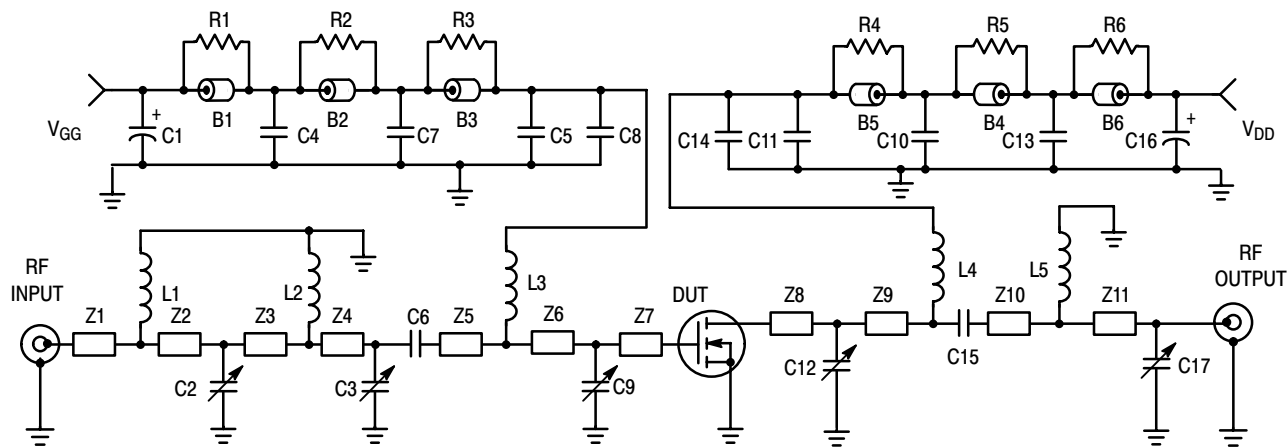 R1 R2 R3 R4 R5 R6
B1 B2 B3 B5 B4 B6
VGG + C1 C4 C7 C5 C8 C14 C11 C10 C13 C16 + VDD
RF INPUT
L1 L2 L3 DUT L4 L5
RF OUTPUT
Z1 Z2 Z3 Z4 C6 Z5 Z6 Z7 Z8 Z9 Z10 Z11
C2 C3 C9 C12 C15 C17